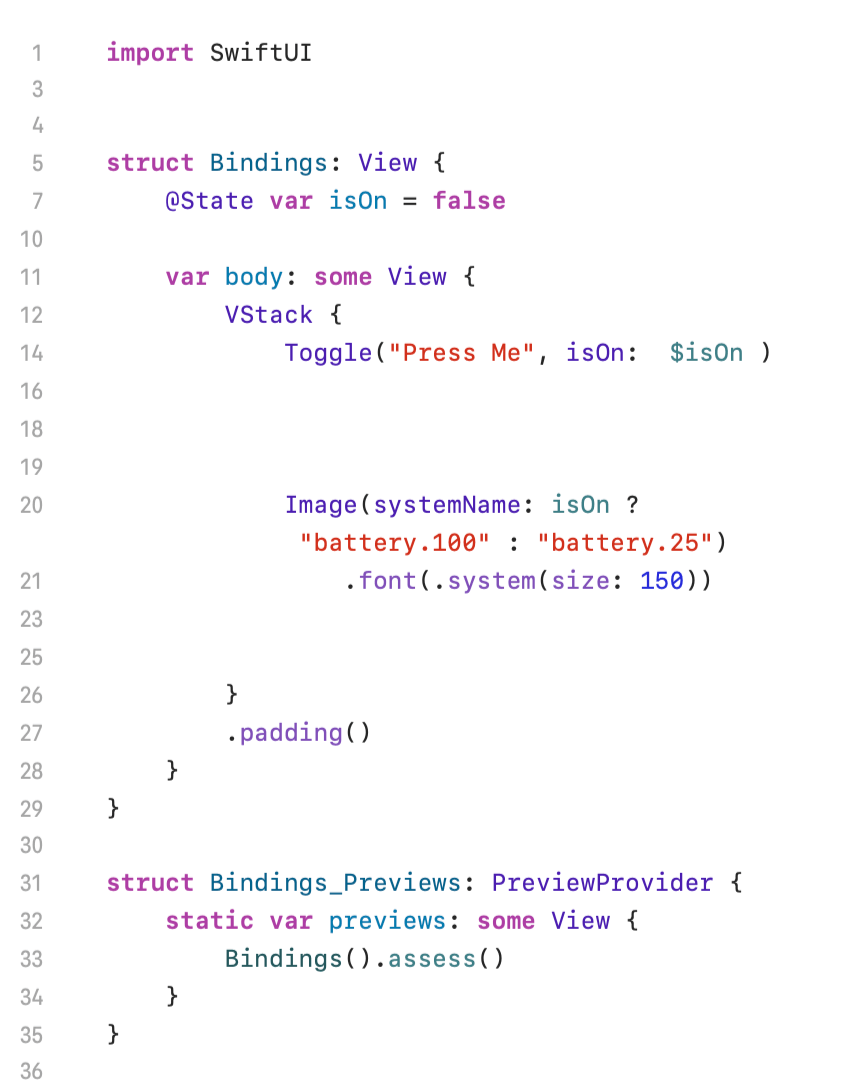 1 import SwiftUI
3
4
5 struct Bindings: View {
7 @State var isOn = false
10
11 var body: some View {
12 VStack {
14 Toggle("Press Me", isOn:  $isOn )
16
18
19
20 Image(systemName: isOn ?
"battery.100" : "battery.25")
21 .font(.system(size: 150))
23
25
26 }
27 .padding()
28 }
29 }
30
31 struct Bindings_Previews: PreviewProvider {
32 static var previews: some View {
33 Bindings().assess()
34 }
35 }
36